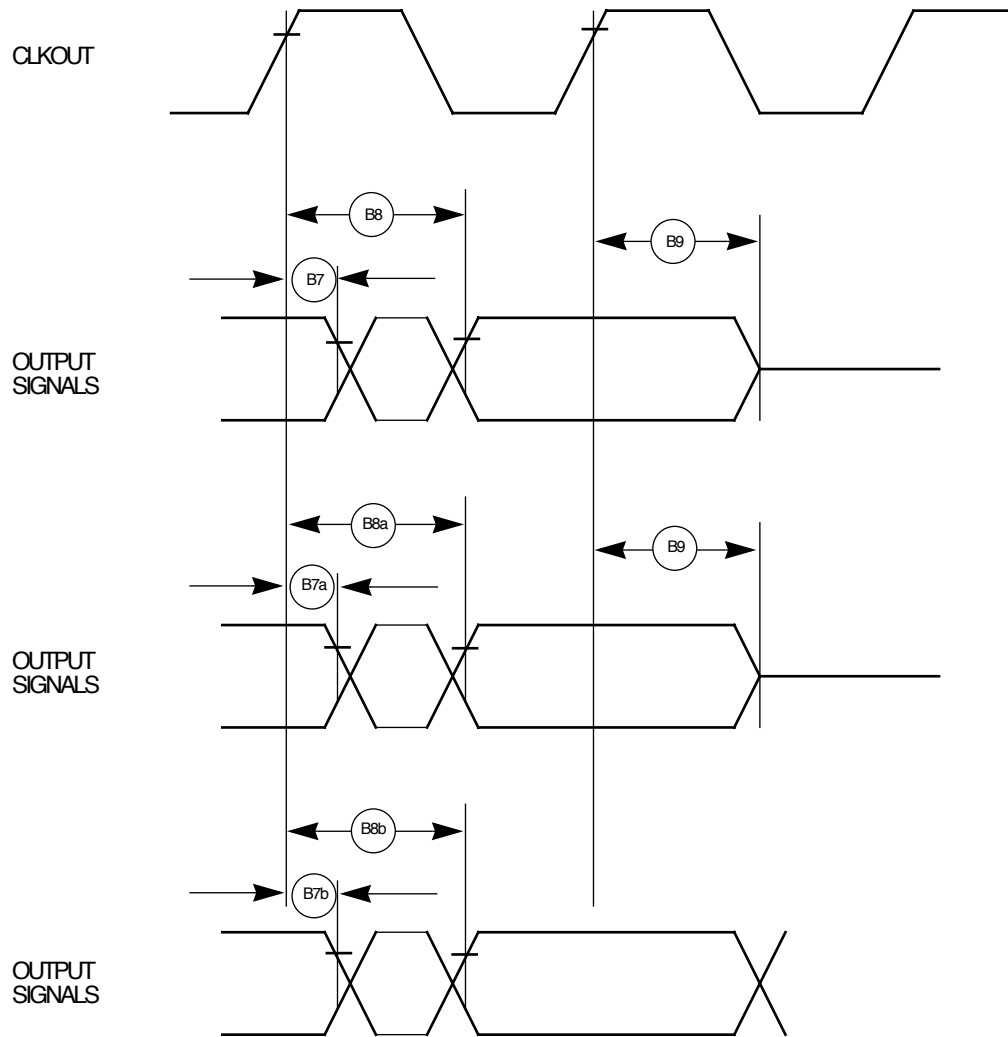 CLKOUT
B8
B9
B7
OUTPUT
SIGNALS
B8a
B9
B7a
OUTPUT
SIGNALS
B8b
B7b
OUTPUT
SIGNALS